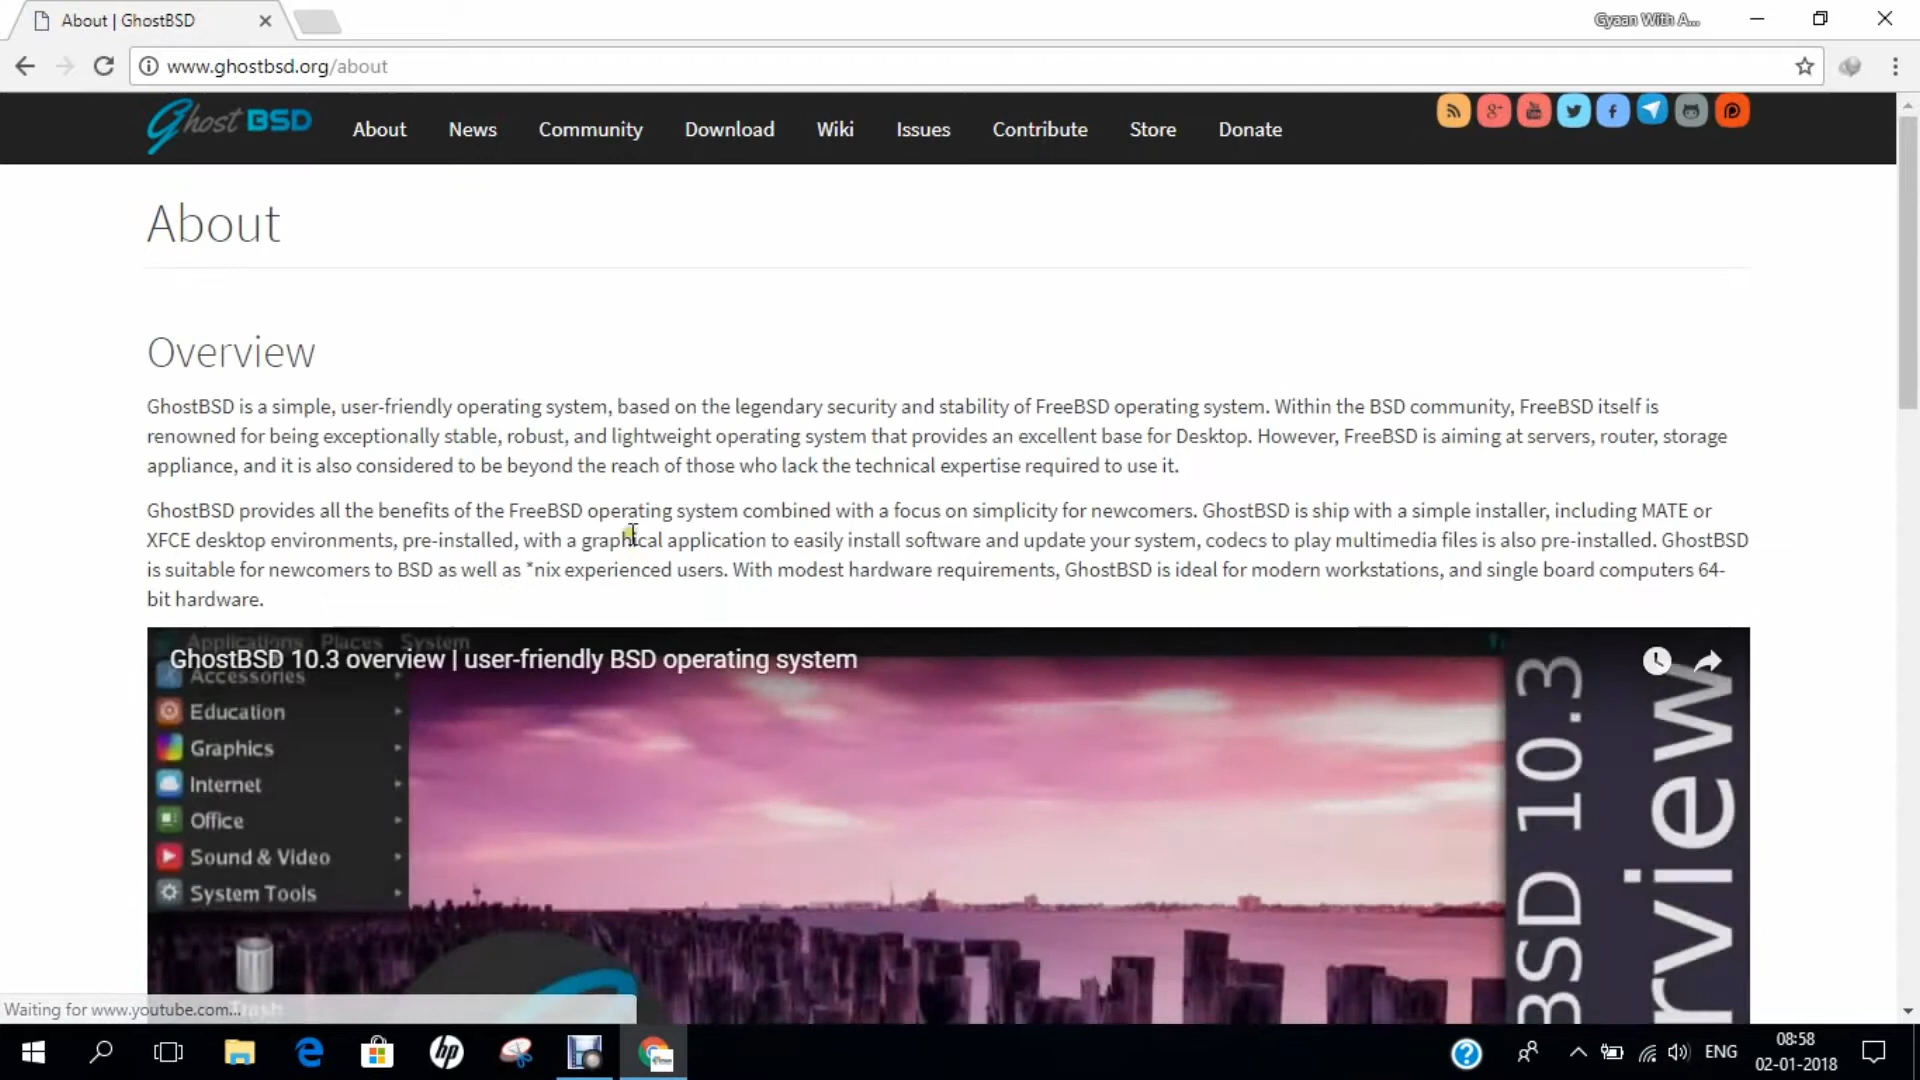 About | GhostBSD
Gyaan With A...
www.ghostbsd.org/about
Ghost BSD
About News Community Download Wiki Issues Contribute Store Donate
About
Overview
GhostBSD is a simple, user-friendly operating system, based on the legendary security and stability of FreeBSD operating system. Within the BSD community, FreeBSD itself is
renowned for being exceptionally stable, robust, and lightweight operating system that provides an excellent base for Desktop. However, FreeBSD is aiming at servers, router, storage
appliance, and it is also considered to be beyond the reach of those who lack the technical expertise required to use it.
GhostBSD provides all the benefits of the FreeBSD operating system combined with a focus on simplicity for newcomers. GhostBSD is ship with a simple installer, including MATE or
XFCE desktop environments, pre-installed, with a graphical application to easily install software and update your system, codecs to play multimedia files is also pre-installed. GhostBSD
is suitable for newcomers to BSD as well as *nix experienced users. With modest hardware requirements, GhostBSD is ideal for modern workstations, and single board computers 64-
bit hardware.
Applications Places System
GhostBSD 10.3 overview | user-friendly BSD operating system
Accessories
Education
Graphics
Internet
Office
Sound & Video
System Tools
BSD 10.3
rview
Trash
Waiting for www.youtube.com...
hp
ENG
08:58
02-01-2018